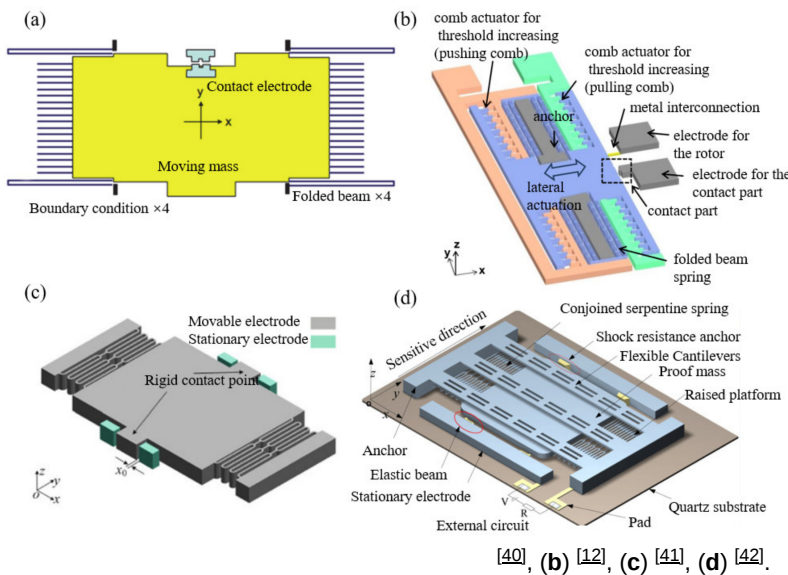 (a)
Contact electrode
y
x
Moving mass
Boundary condition ×4
Folded beam ×4
(b)
comb actuator for
threshold increasing
(pushing comb)
comb actuator for
threshold increasing
(pulling comb)
metal interconnection
anchor
electrode for
the rotor
electrode for the
contact part
lateral
actuation
contact part
folded beam
spring
z
y
x
(c)
Movable electrode
Stationary electrode
Rigid contact point
x0
z
y
o
x
(d)
Conjoined serpentine spring
Sensitive direction
Shock resistance anchor
Flexible Cantilevers
Proof mass
Raised platform
z
y
x
Anchor
Elastic beam
Stationary electrode
V
R
External circuit
Pad
Quartz substrate
[40], (b) [12], (c) [41], (d) [42].